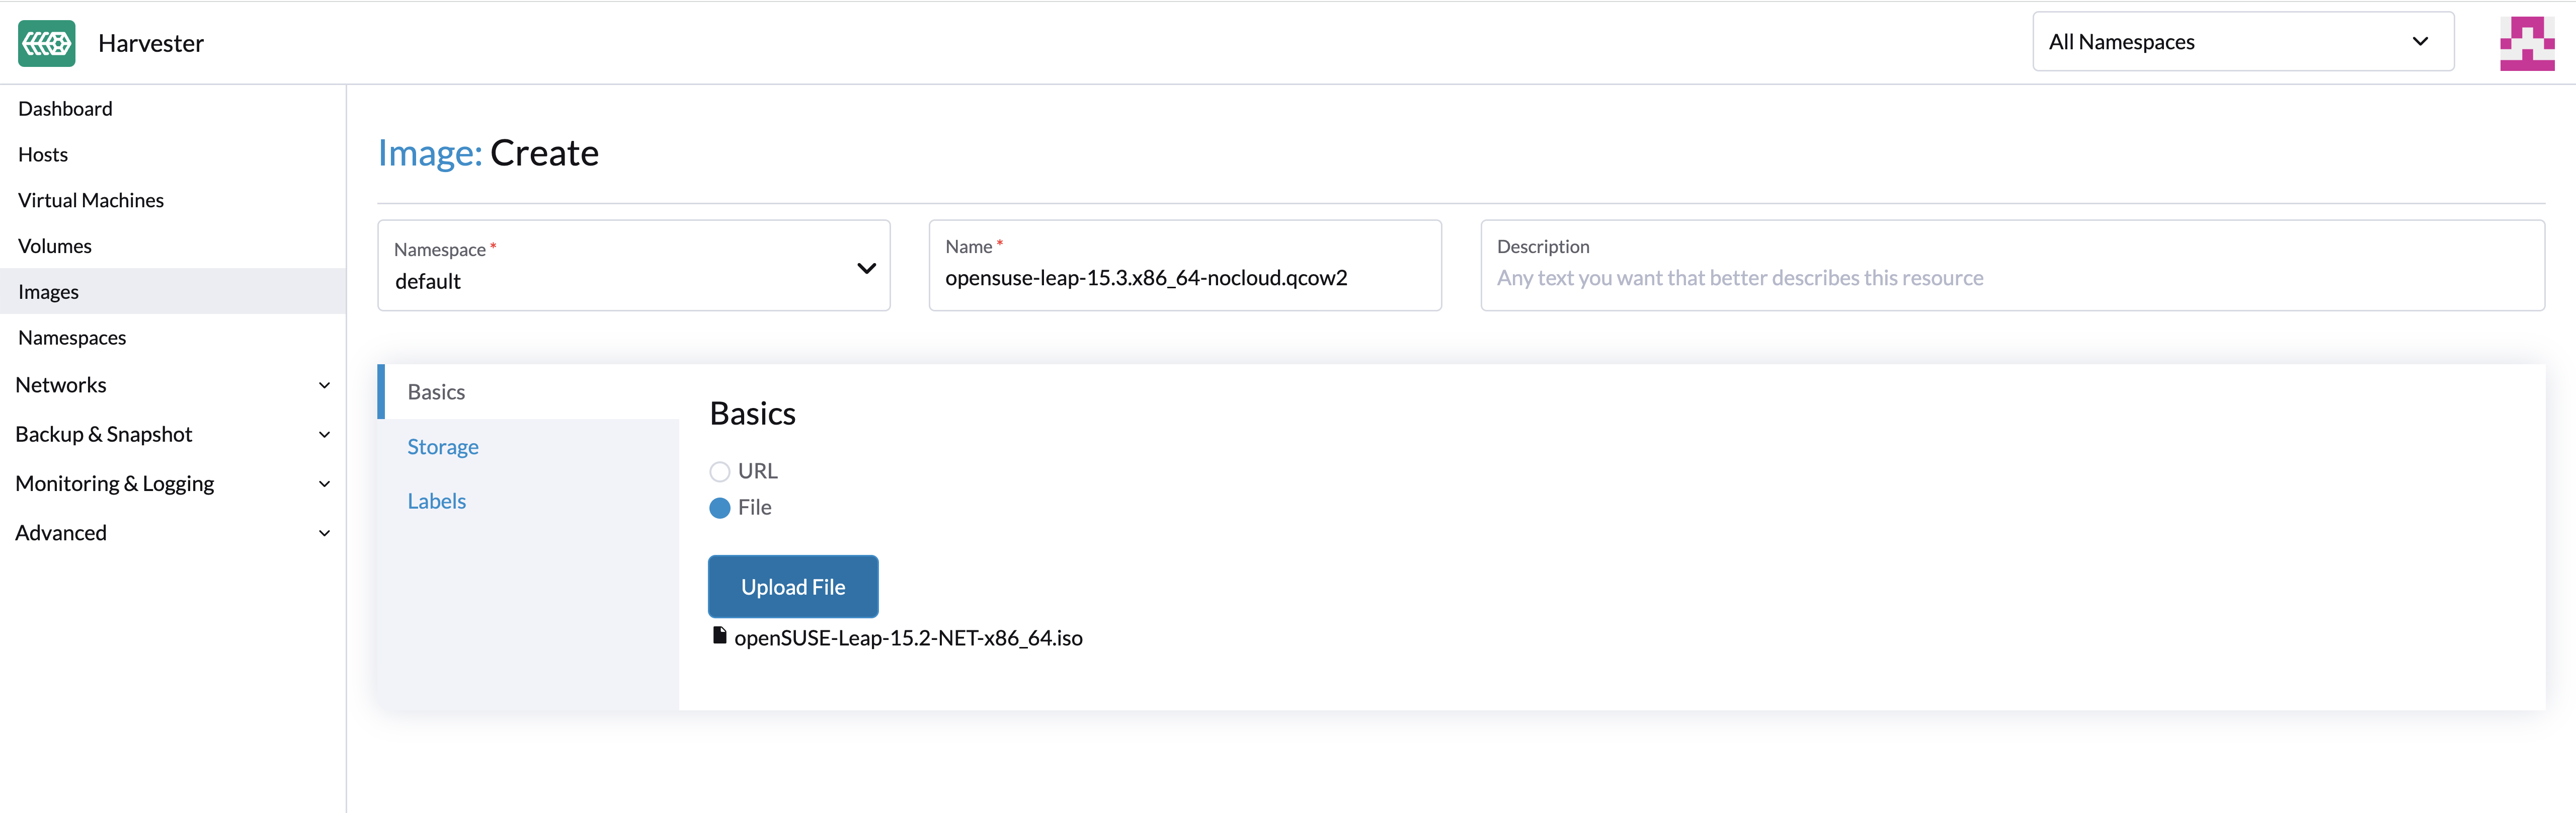 Harvester
All Namespaces
Dashboard
Hosts
Virtual Machines
Volumes
Images
Namespaces
Networks
Backup & Snapshot
Monitoring & Logging
Advanced
Image: Create
Namespace *
default
Name *
opensuse-leap-15.3.x86_64-nocloud.qcow2
Description
Any text you want that better describes this resource
Basics
Storage
Labels
Basics
URL
File
Upload File
openSUSE-Leap-15.2-NET-x86_64.iso